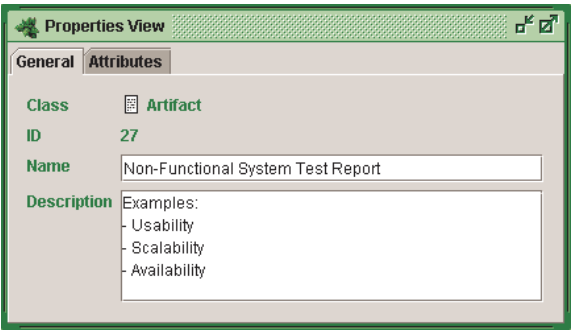 Properties View
General Attributes
Class Artifact
ID 27
Name Non-Functional System Test Report
Description Examples:
- Usability
- Scalability
- Availability